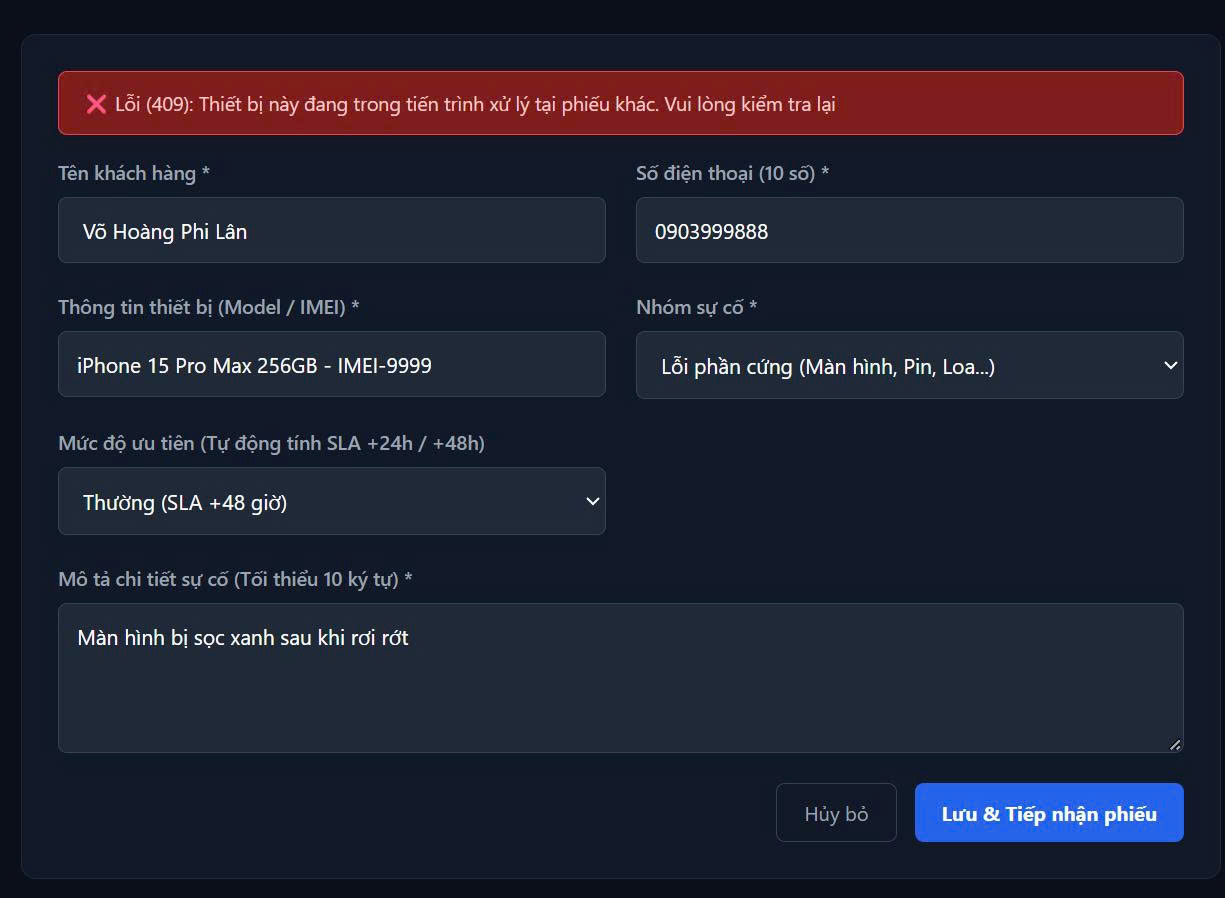 ❌ Lỗi (409): Thiết bị này đang trong tiến trình xử lý tại phiếu khác. Vui lòng kiểm tra lại
Tên khách hàng *
Số điện thoại (10 số) *
Võ Hoàng Phi Lân
0903999888
Thông tin thiết bị (Model / IMEI) *
Nhóm sự cố *
iPhone 15 Pro Max 256GB - IMEI-9999
Lỗi phần cứng (Màn hình, Pin, Loa...)
Mức độ ưu tiên (Tự động tính SLA +24h / +48h)
Thường (SLA +48 giờ)
Mô tả chi tiết sự cố (Tối thiểu 10 ký tự) *
Màn hình bị sọc xanh sau khi rơi rớt
Hủy bỏ
Lưu & Tiếp nhận phiếu